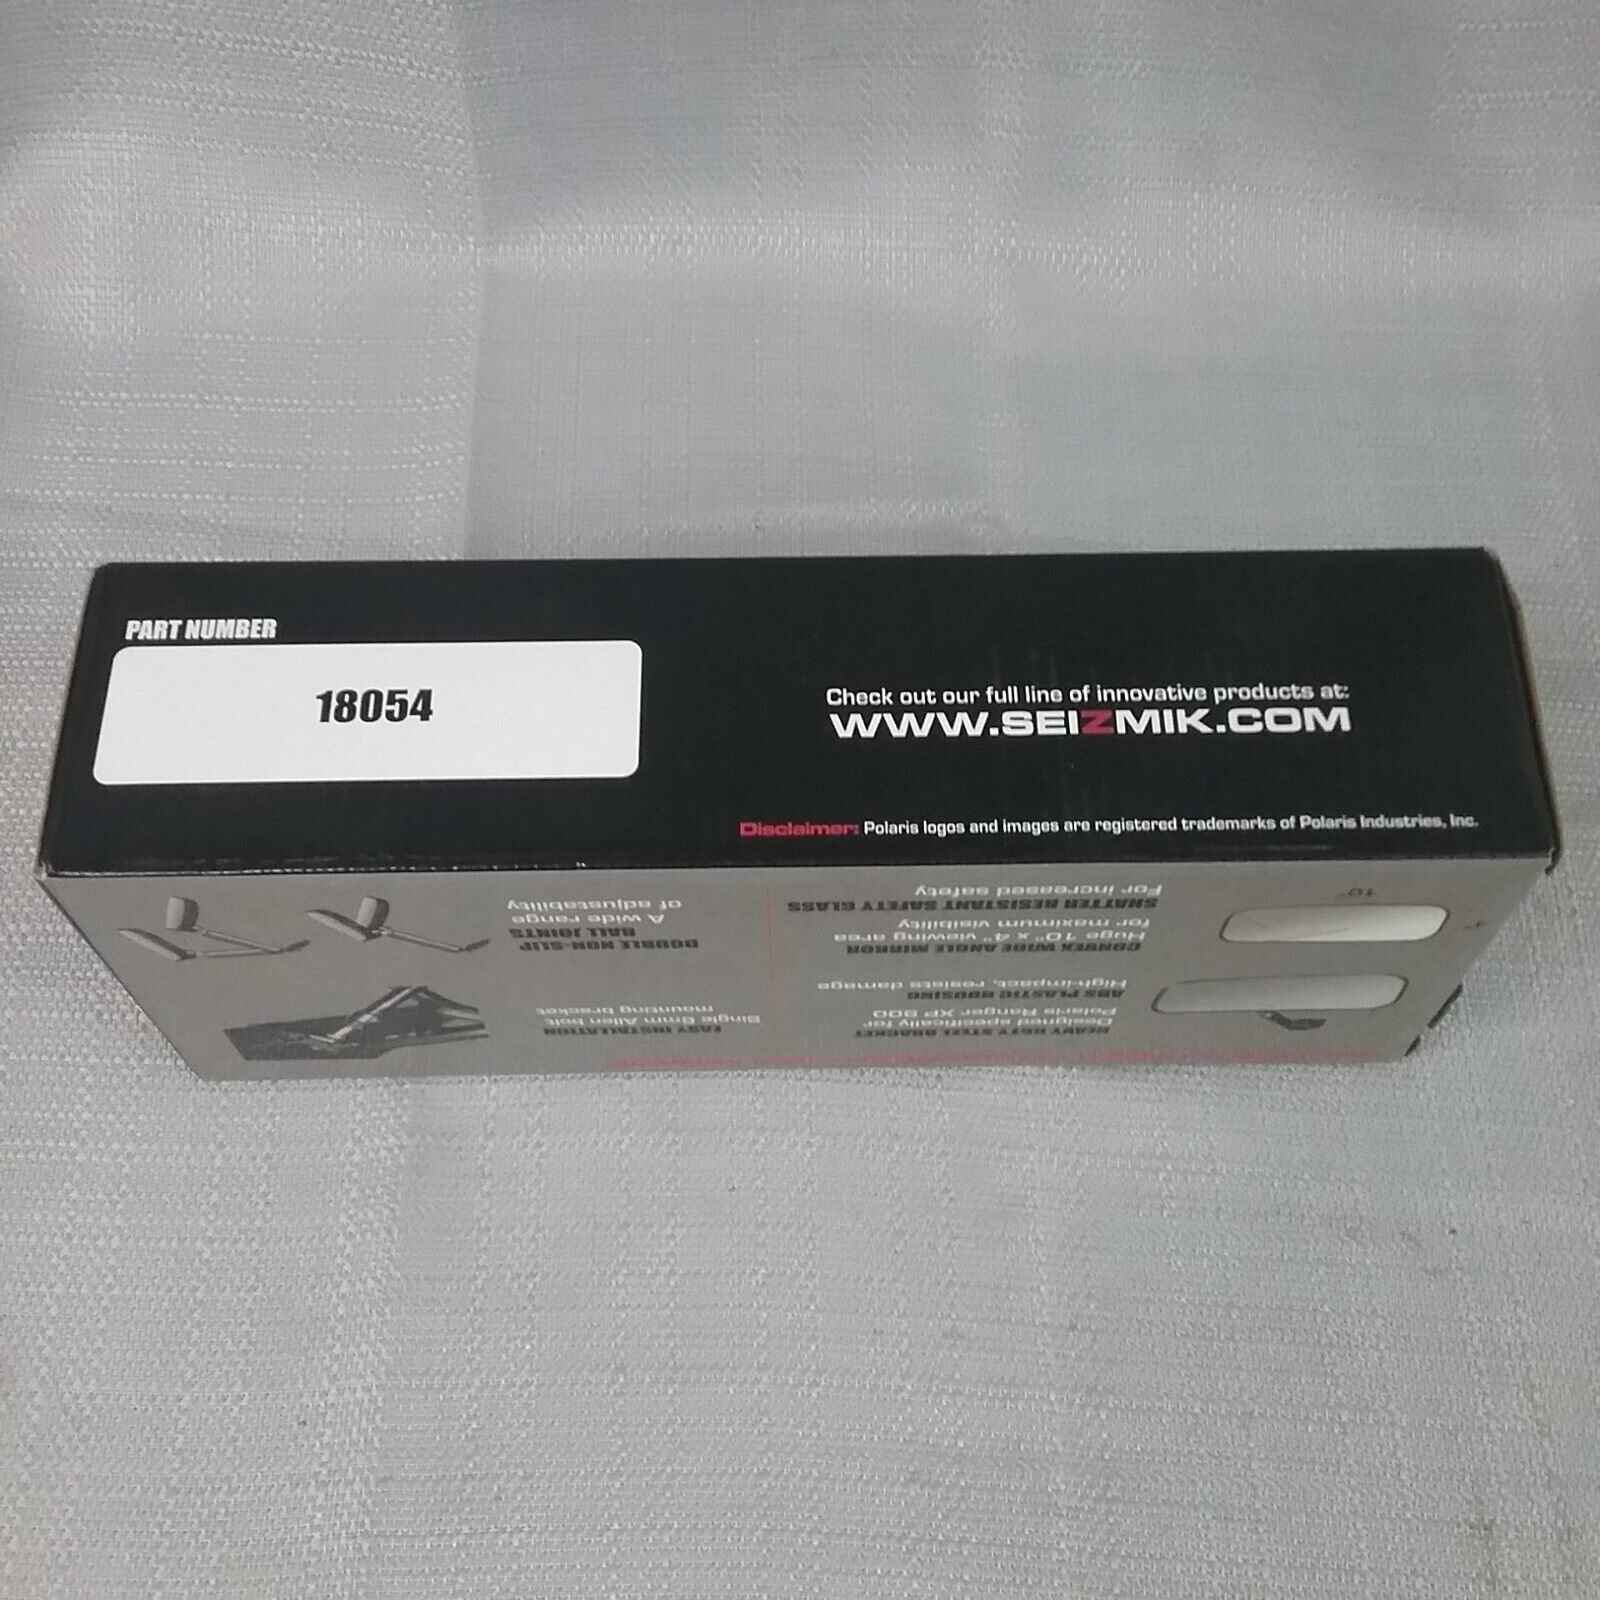 PART NUMBER
18054
Check out our full line of innovative products at:
WWW.SEIZMIK.COM
Disclaimer: Polaris logos and images are registered trademarks of Polaris Industries, Inc.
HEAVY DUTY STEEL BRACKET
Designed specifically for
Polaris Ranger XP 900
ABS PLASTIC HOUSING
High-impact, resists damage
CONVEX WIDE ANGLE MIRROR
Huge 10" x 4" viewing area
for maximum visibility
SHATTER RESISTANT SAFETY GLASS
For increased safety
4"
10"
EASY INSTALLATION
Single 6mm Allen bolt
mounting bracket
DOUBLE NON-SLIP
BALL JOINTS
A wide range
of adjustability